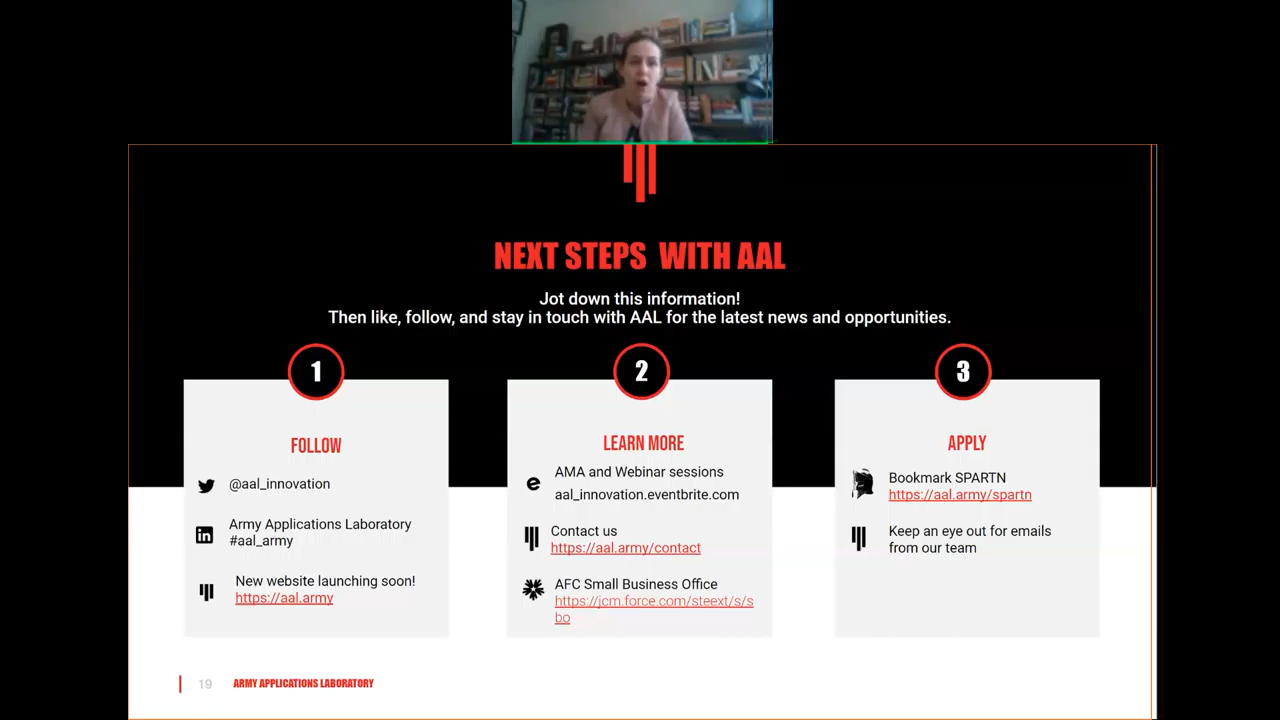 NEXT STEPS WITH AAL
Jot down this information!
Then like, follow, and stay in touch with AAL for the latest news and opportunities.
1
FOLLOW
@aal_innovation
Army Applications Laboratory
#aal_army
New website launching soon!
https://aal.army
2
LEARN MORE
AMA and Webinar sessions
aal_innovation.eventbrite.com
Contact us
https://aal.army/contact
AFC Small Business Office
https://jcm.force.com/steext/s/s
bo
3
APPLY
Bookmark SPARTN
https://aal.army/spartn
Keep an eye out for emails
from our team
19 ARMY APPLICATIONS LABORATORY